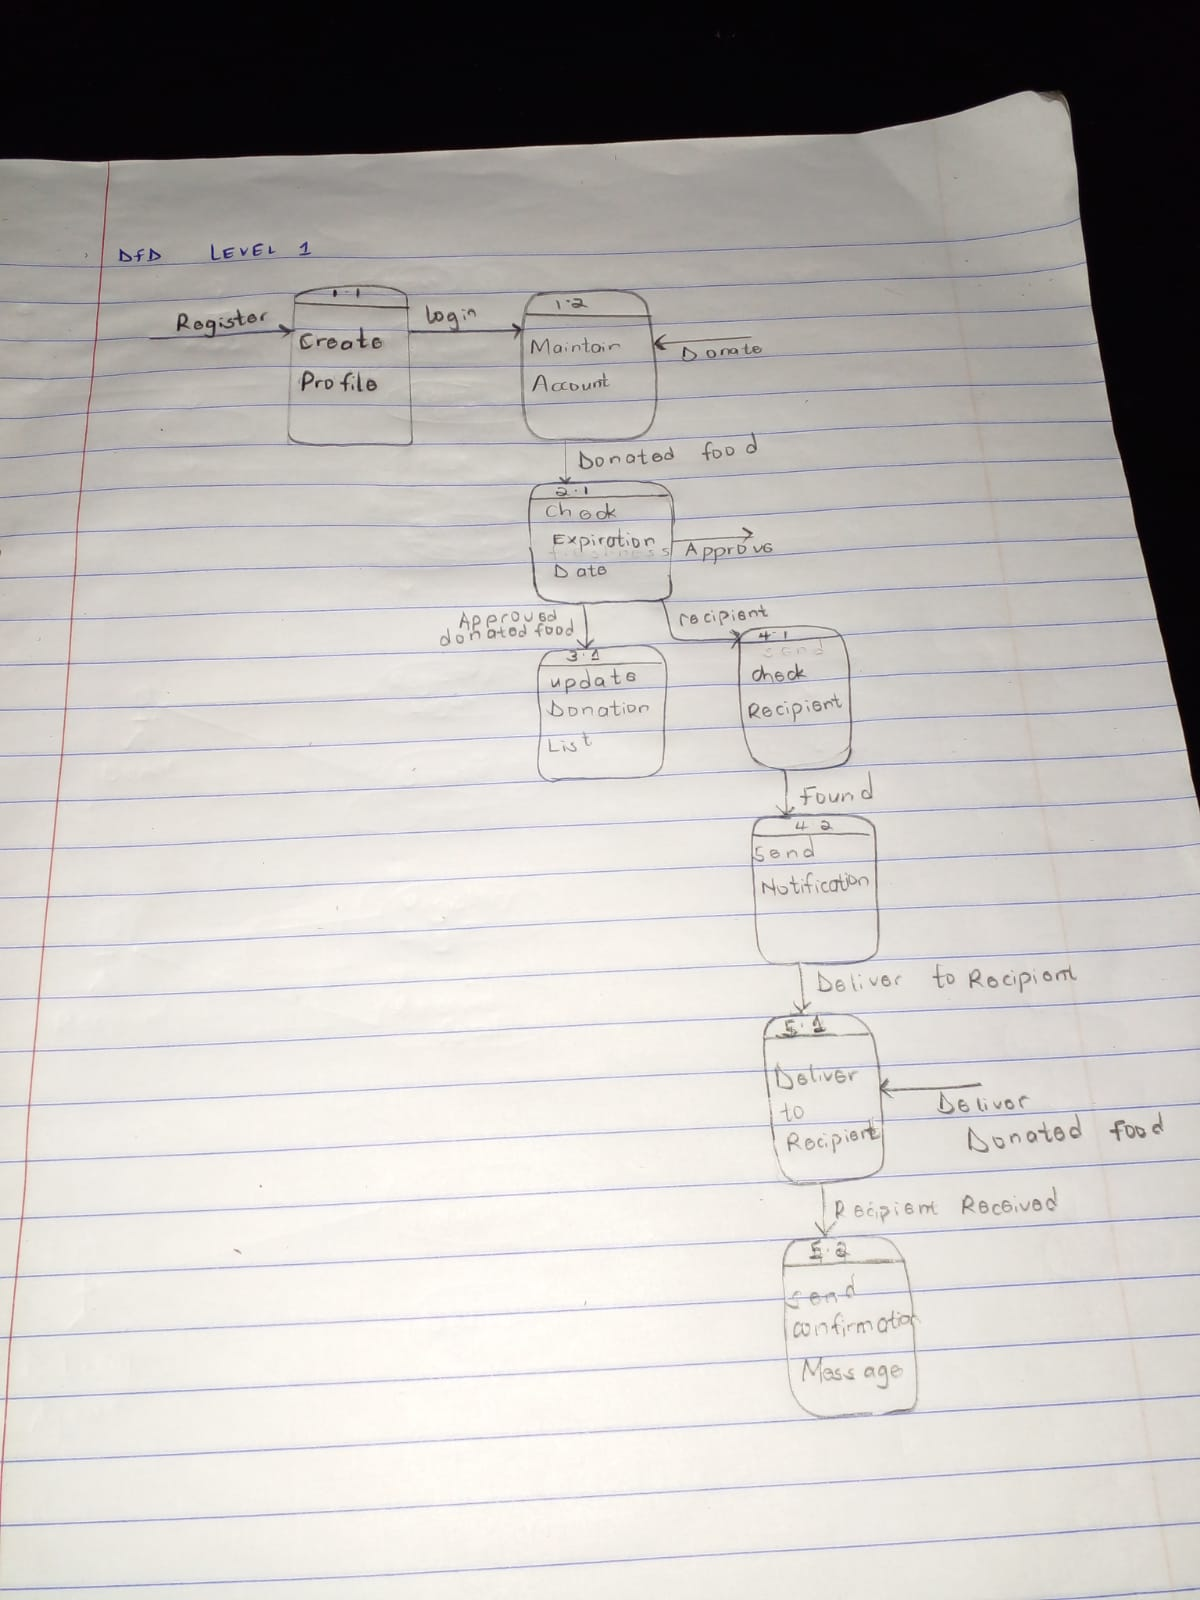 DFD LEVEL 1
1.1
Register
Create
Profile
Login
1.2
Maintain
Account
Donate
Donated food
2.1
Check
Expiration
Date
Approve
Approved
donated food
recipient
3.1
update
Donation
List
4.1
check
Recipient
Found
4.2
Send
Notification
Deliver to Recipient
5.1
Deliver
to
Recipient
Deliver
Donated food
Recipient Received
5.2
Send
confirmation
Message